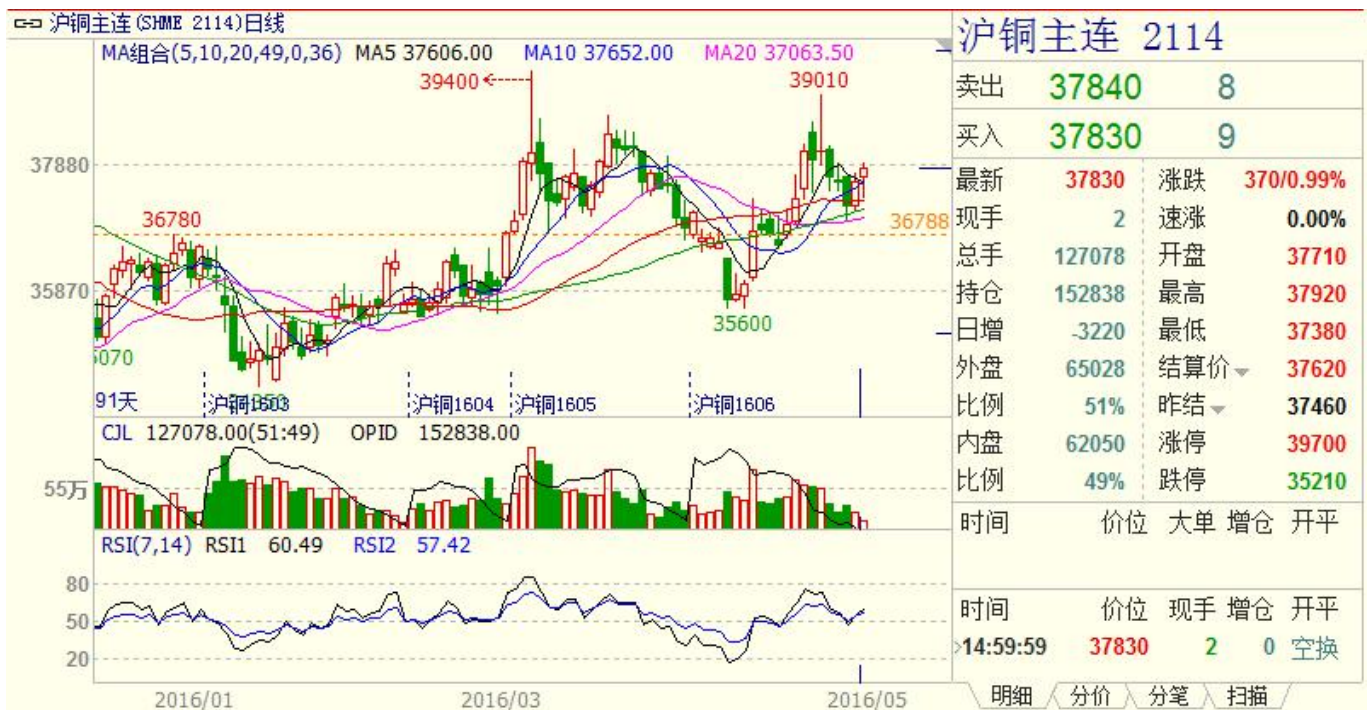 沪铜主连(SHME 2114)日线
MA组合(5,10,20,49,0,36) MA5 37606.00 MA10 37652.00 MA20 37063.50
39400
39010
37880
36780
36788
35870
35600
5070
91天
沪铜1603
沪铜1604
沪铜1605
沪铜1606
CJL 127078.00(51:49) OPID 152838.00
55万
RSI(7,14) RSI1 60.49 RSI2 57.42
80
50
20
2016/01
2016/03
2016/05
沪铜主连 2114
卖出 37840 8
买入 37830 9
最新 37830 涨跌 370/0.99%
现手 2 速涨 0.00%
总手 127078 开盘 37710
持仓 152838 最高 37920
日增 -3220 最低 37380
外盘 65028 结算价 37620
比例 51% 昨结 37460
内盘 62050 涨停 39700
比例 49% 跌停 35210
时间 价位 大单 增仓 开平
时间 价位 现手 增仓 开平
14:59:59 37830 2 0 空换
明细 分价 分笔 扫描